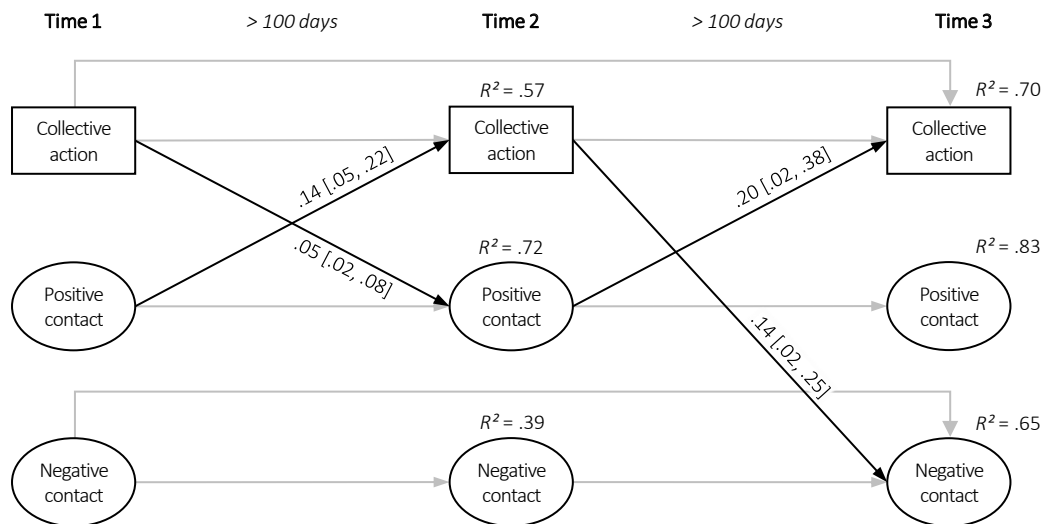 Time 1
> 100 days
Time 2
> 100 days
Time 3
R² = .57
R² = .70
Collective
action
Collective
action
Collective
action
.14 [.05, .22]
.20 [.02, .38]
.05 [.02, .08]
R² = .72
R² = .83
Positive
contact
Positive
contact
Positive
contact
.14 [.02, .25]
R² = .39
R² = .65
Negative
contact
Negative
contact
Negative
contact